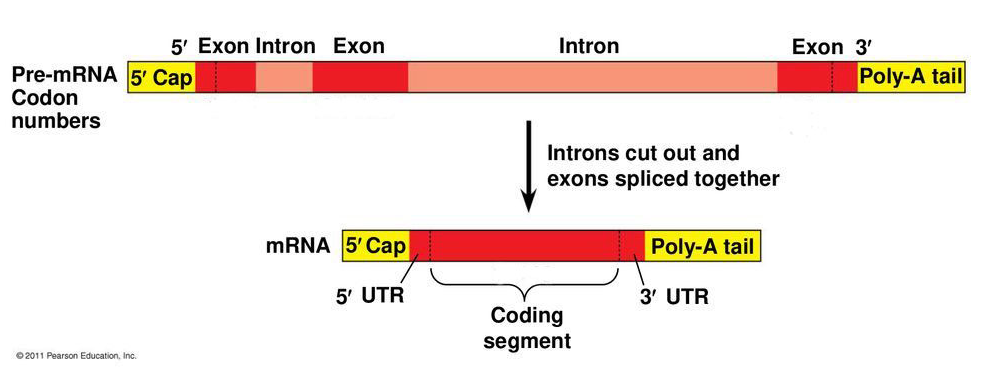 5′ Exon Intron Exon Intron Exon 3′
Pre-mRNA 5′ Cap Poly-A tail
Codon
numbers
Introns cut out and
exons spliced together
mRNA 5′ Cap Poly-A tail
5′ UTR 3′ UTR
Coding
segment
© 2011 Pearson Education, Inc.